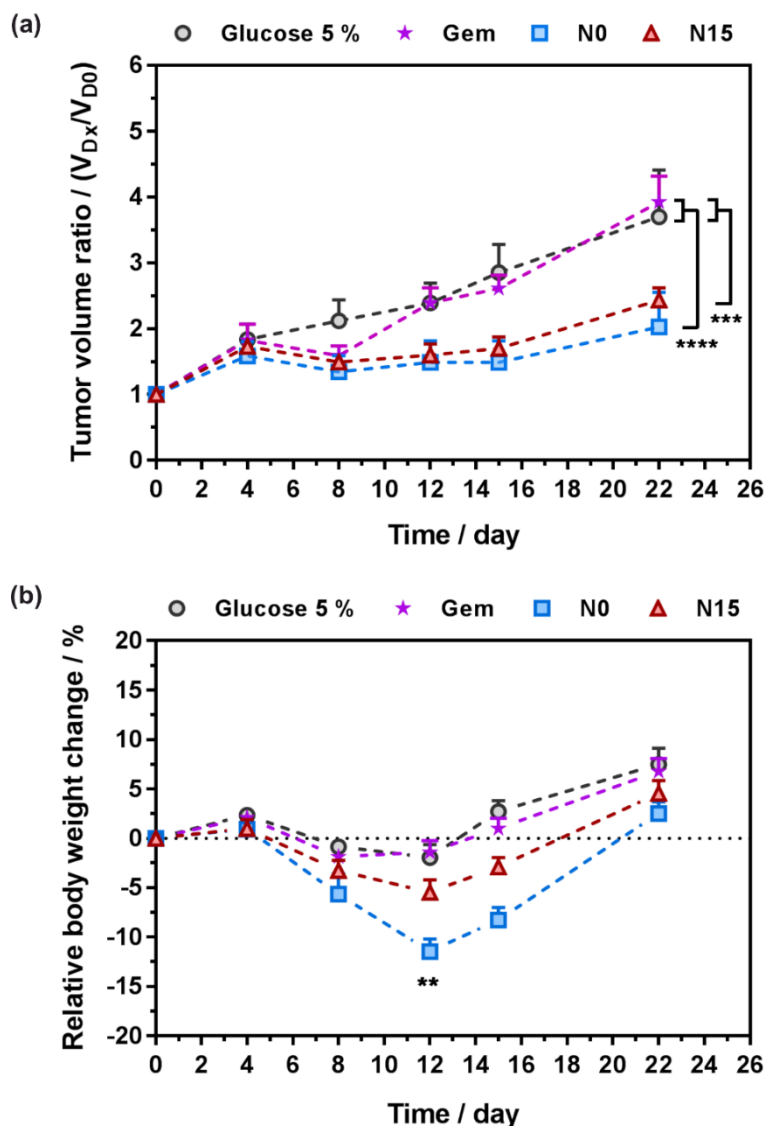 (a)
Glucose 5 % Gem N0 N15
Tumor volume ratio / (V_Dx/V_D0)
6
5
4
3
2
1
0
*** 
****
0 2 4 6 8 10 12 14 16 18 20 22 24 26
Time / day
(b)
Glucose 5 % Gem N0 N15
Relative body weight change / %
20
15
10
5
0
-5
-10
-15
-20
**
0 2 4 6 8 10 12 14 16 18 20 22 24 26
Time / day